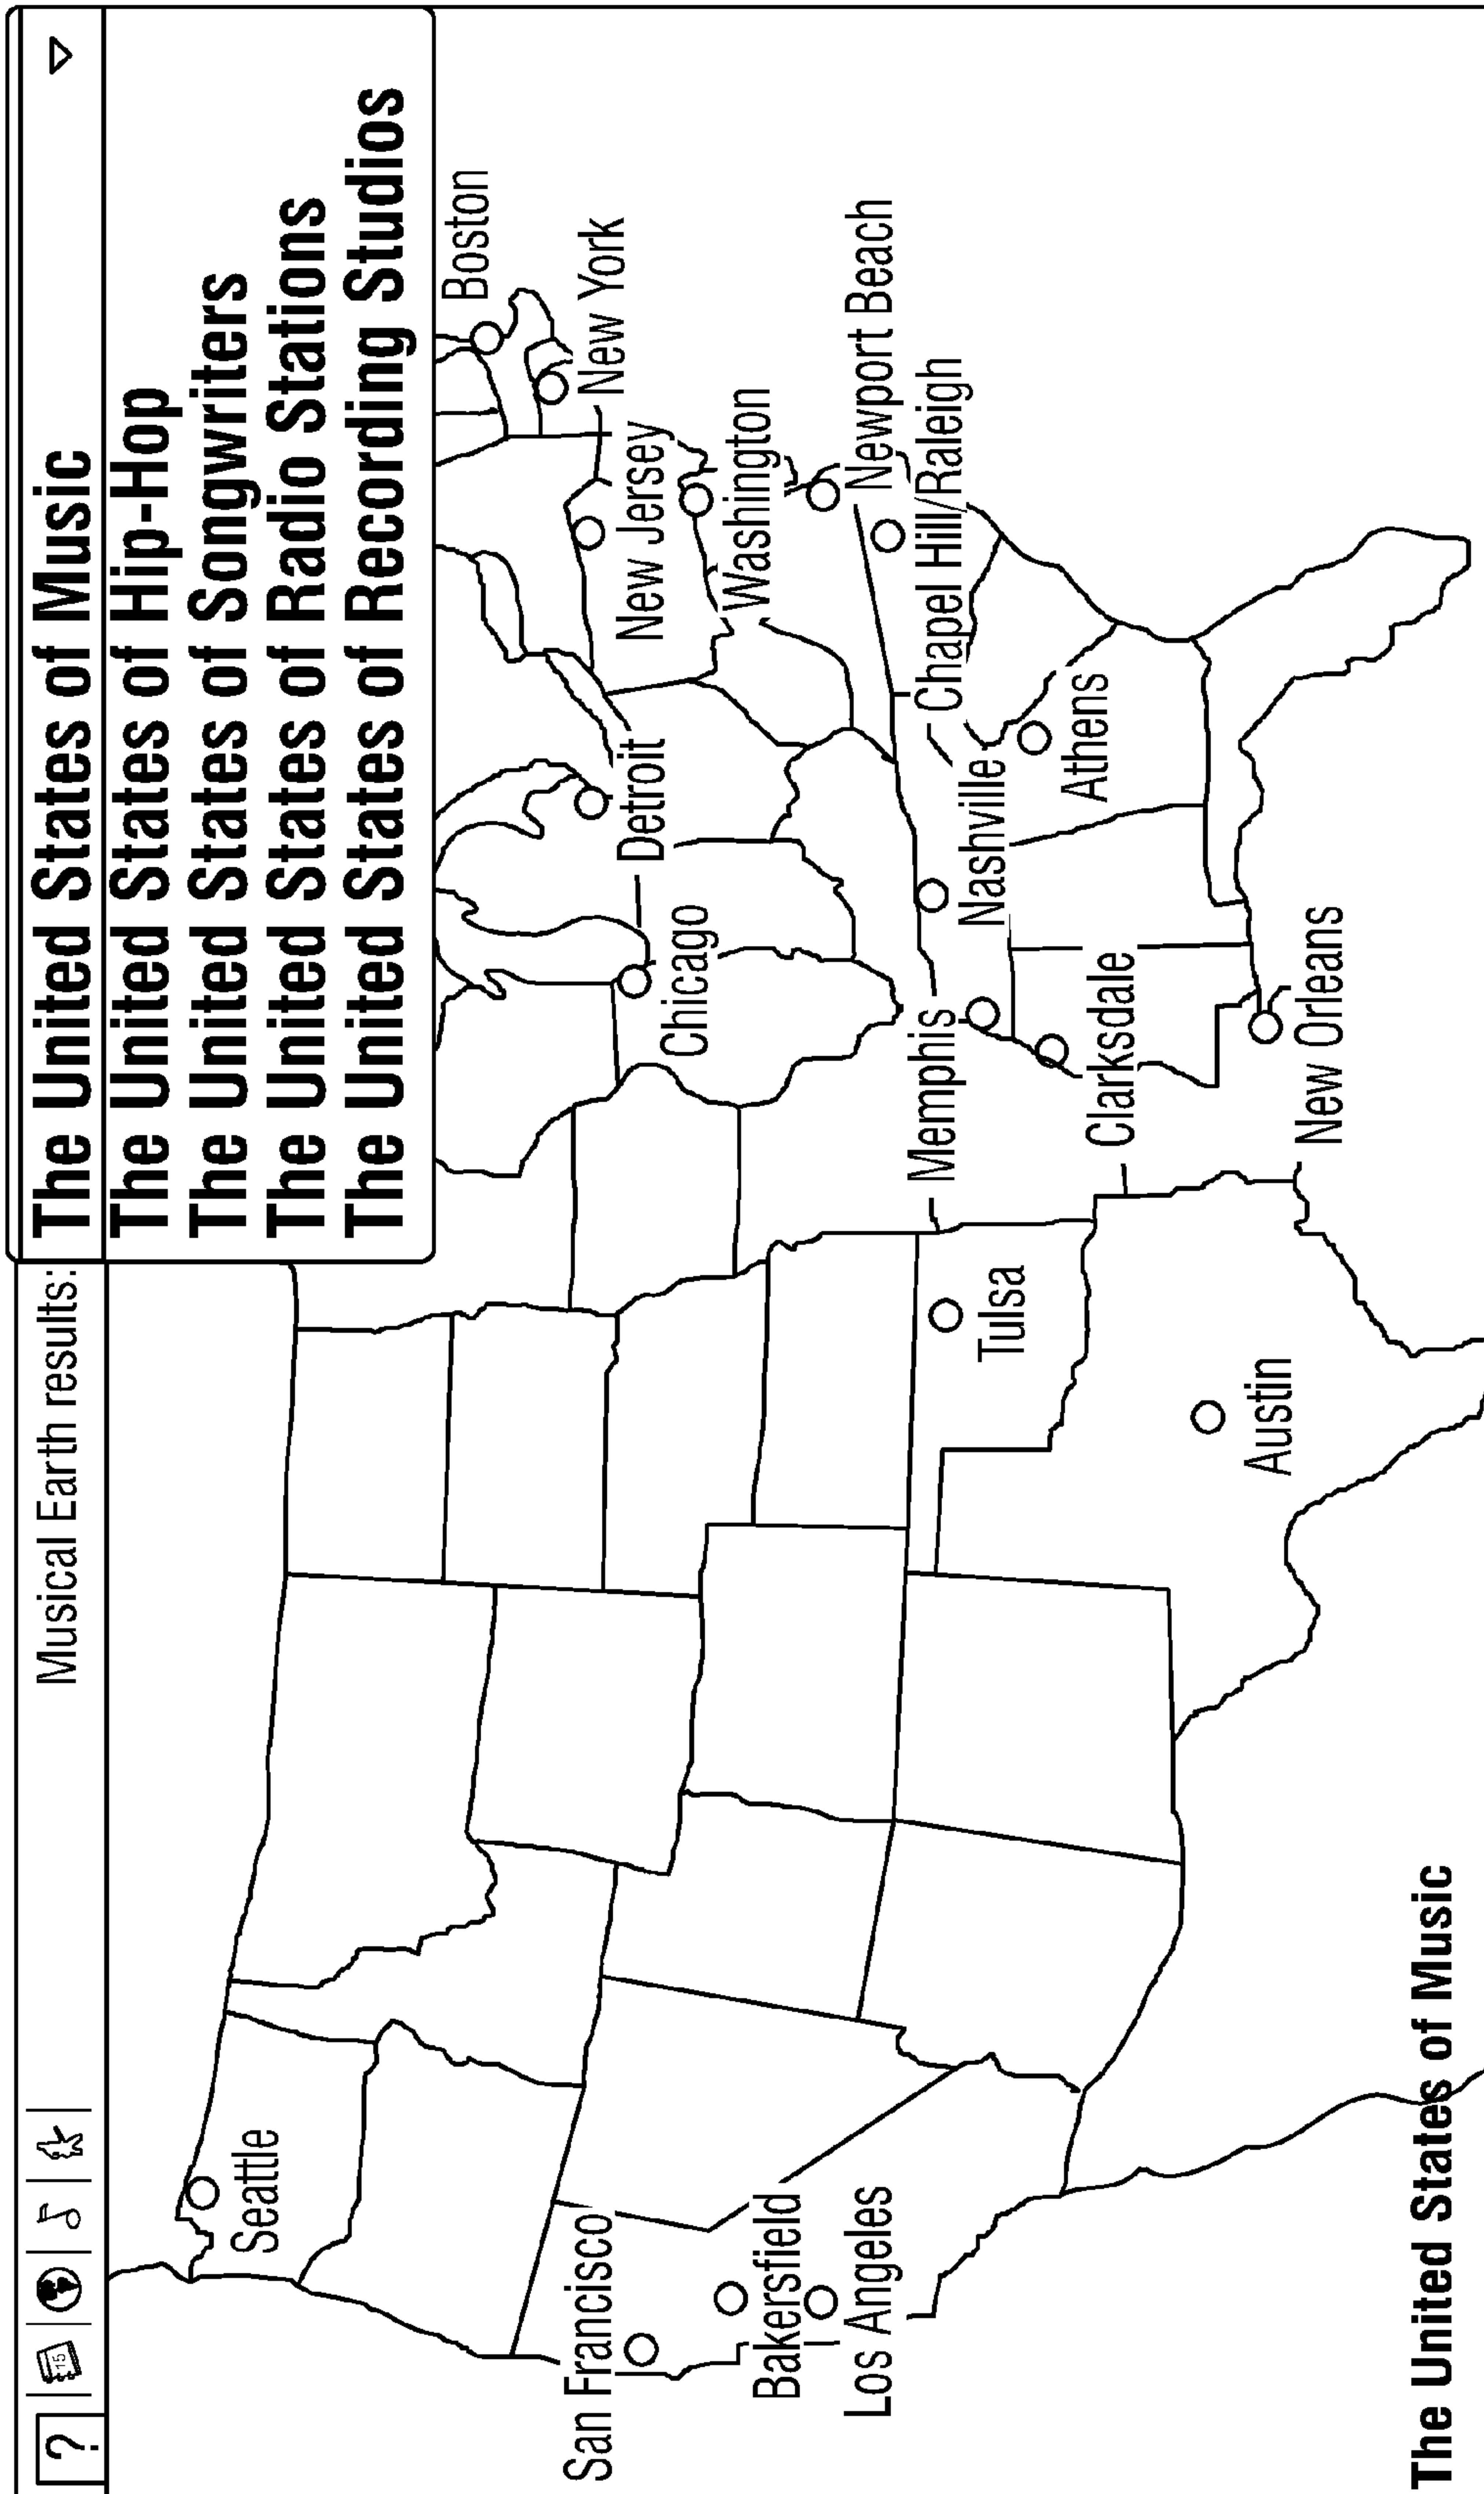 ?
15
Musical Earth results:
The United States of Music
The United States of Hip-Hop
The United States of Songwriters
The United States of Radio Stations
The United States of Recording Studios
Seattle
Boston
New York
New Jersey
Detroit
Chicago
San Francisco
Washington
Bakersfield
Newport Beach
Los Angeles
Chapel Hill/Raleigh
Memphis
Nashville
Tulsa
Athens
Clarksdale
Austin
New Orleans
The United States of Music